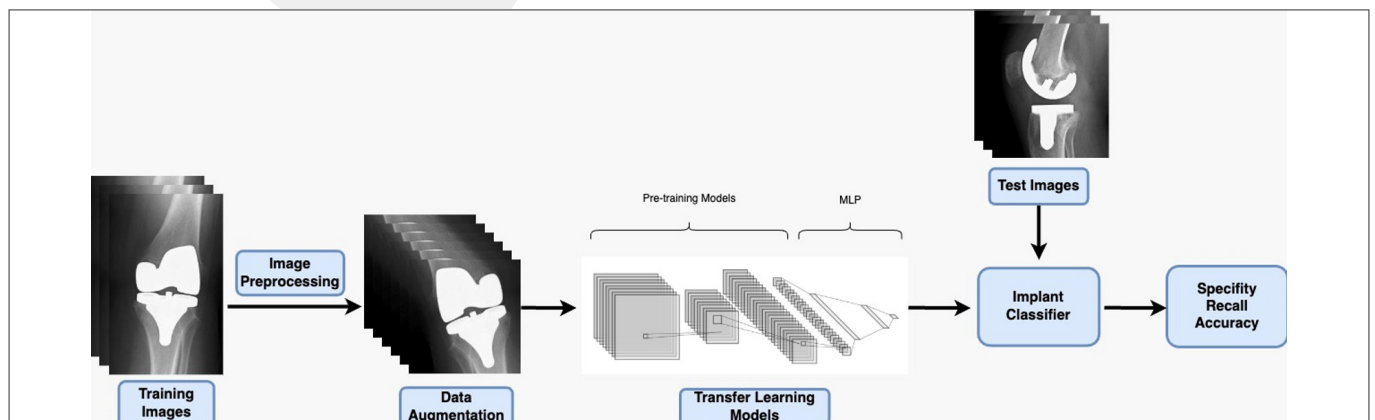 Test Images
Pre-training Models
MLP
Image
Preprocessing
Implant
Classifier
Specifity
Recall
Accuracy
Training
Images
Data
Augmentation
Transfer Learning
Models